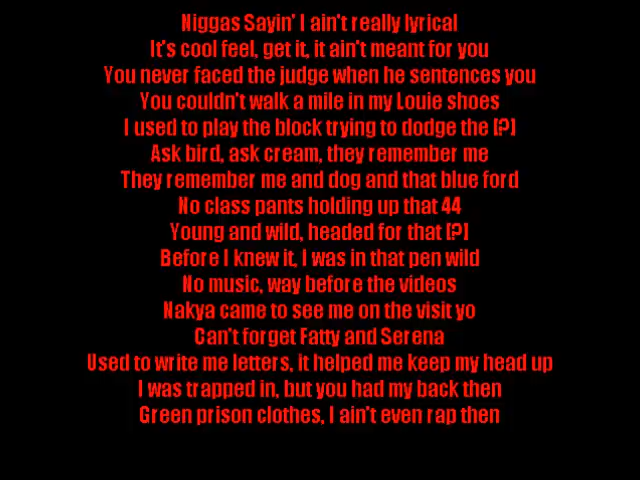 Niggas Sayin' I ain't really lyrical
It's cool feel, get it, it ain't meant for you
You never faced the judge when he sentences you
You couldn't walk a mile in my Louie shoes
I used to play the block trying to dodge the [?]
Ask bird, ask cream, they remember me
They remember me and dog and that blue ford
No class pants holding up that 44
Young and wild, headed for that [?]
Before I knew it, I was in that pen wild
No music, way before the videos
Nakya came to see me on the visit yo
Can't forget Fatty and Serena
Used to write me letters, it helped me keep my head up
I was trapped in, but you had my back then
Green prison clothes, I ain't even rap then